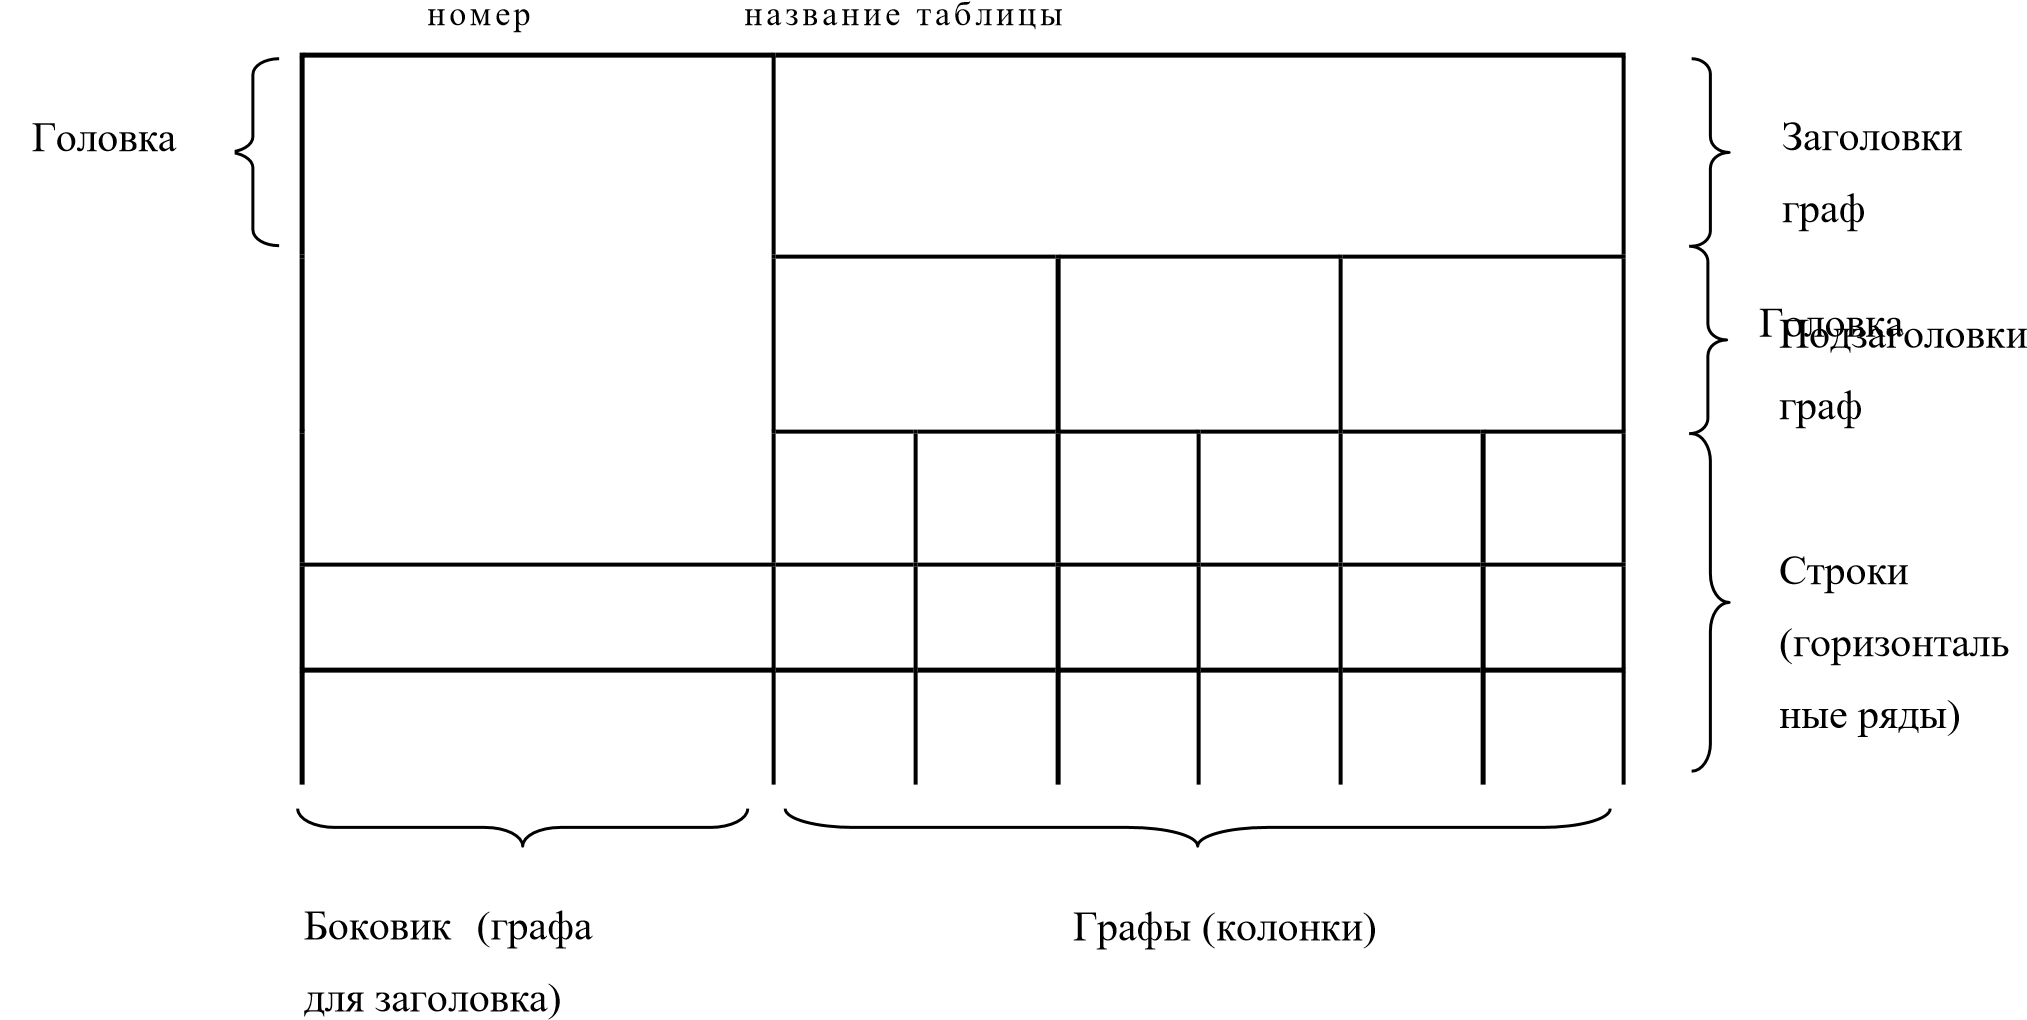 номер название таблицы
Головка
Заголовки
граф
Головка
Подзаголовки
граф
Строки
(горизонталь
ные ряды)
Боковик (графа
для заголовка)
Графы (колонки)